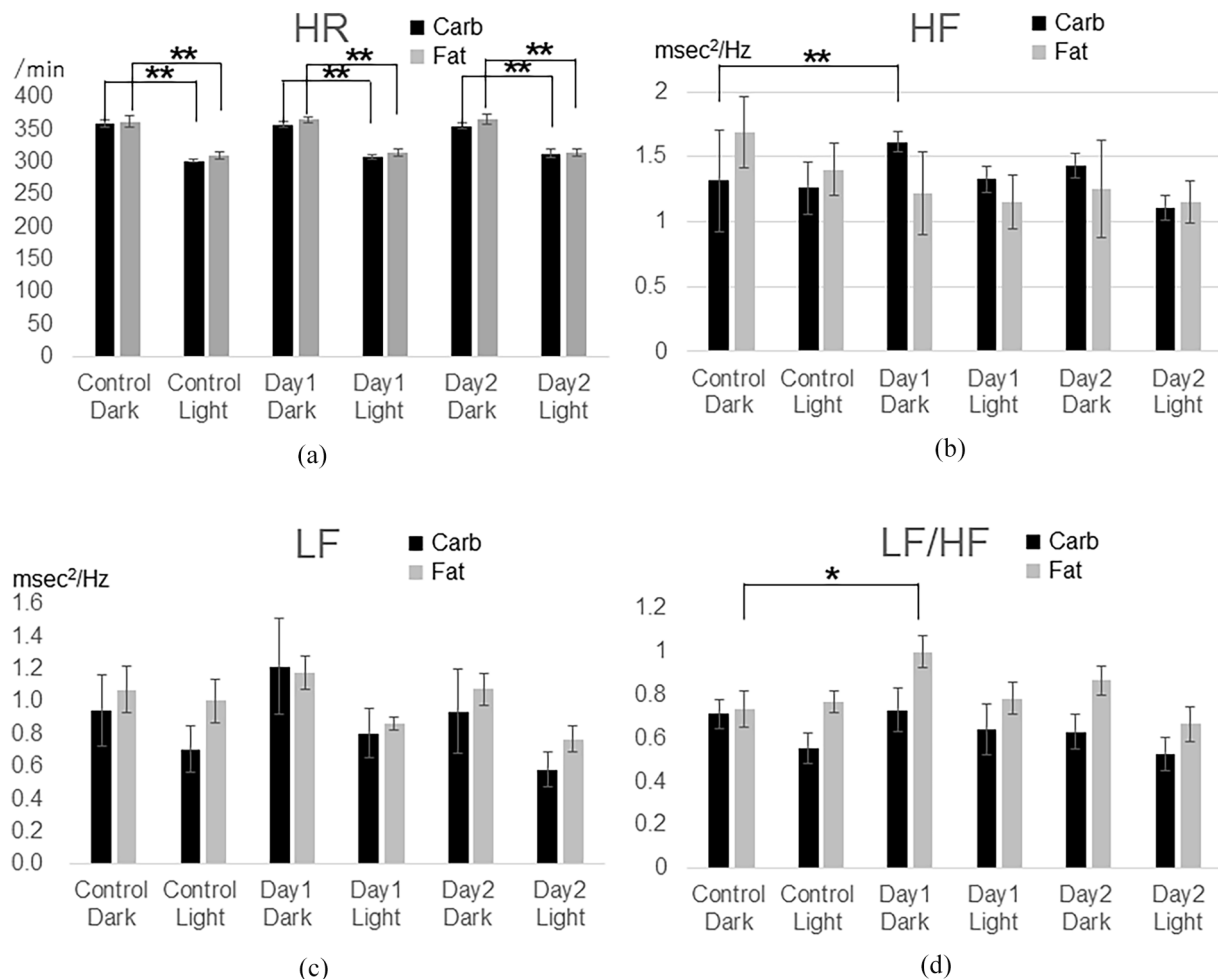 HR
Carb
Fat
/min
** ** ** ** ** **
400
350
300
250
200
150
100
50
0
Control Dark
Control Light
Day1 Dark
Day1 Light
Day2 Dark
Day2 Light
(a)
HF
Carb
Fat
msec²/Hz
**
2
1.5
1
0.5
0
Control Dark
Control Light
Day1 Dark
Day1 Light
Day2 Dark
Day2 Light
(b)
LF
Carb
Fat
msec²/Hz
1.6
1.4
1.2
1.0
0.8
0.6
0.4
0.2
0.0
Control Dark
Control Light
Day1 Dark
Day1 Light
Day2 Dark
Day2 Light
(c)
LF/HF
Carb
Fat
*
1.2
1
0.8
0.6
0.4
0.2
0
Control Dark
Control Light
Day1 Dark
Day1 Light
Day2 Dark
Day2 Light
(d)